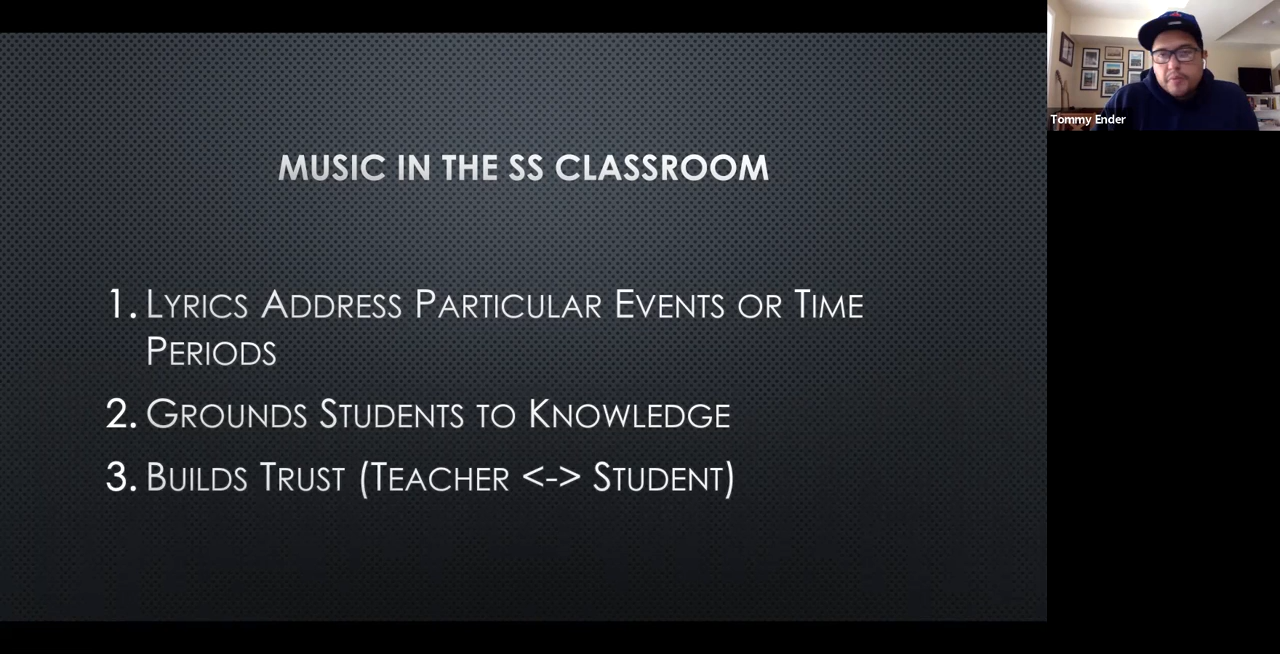 MUSIC IN THE SS CLASSROOM
1. LYRICS ADDRESS PARTICULAR EVENTS OR TIME
PERIODS
2. GROUNDS STUDENTS TO KNOWLEDGE
3. BUILDS TRUST (TEACHER <-> STUDENT)
Tommy Ender